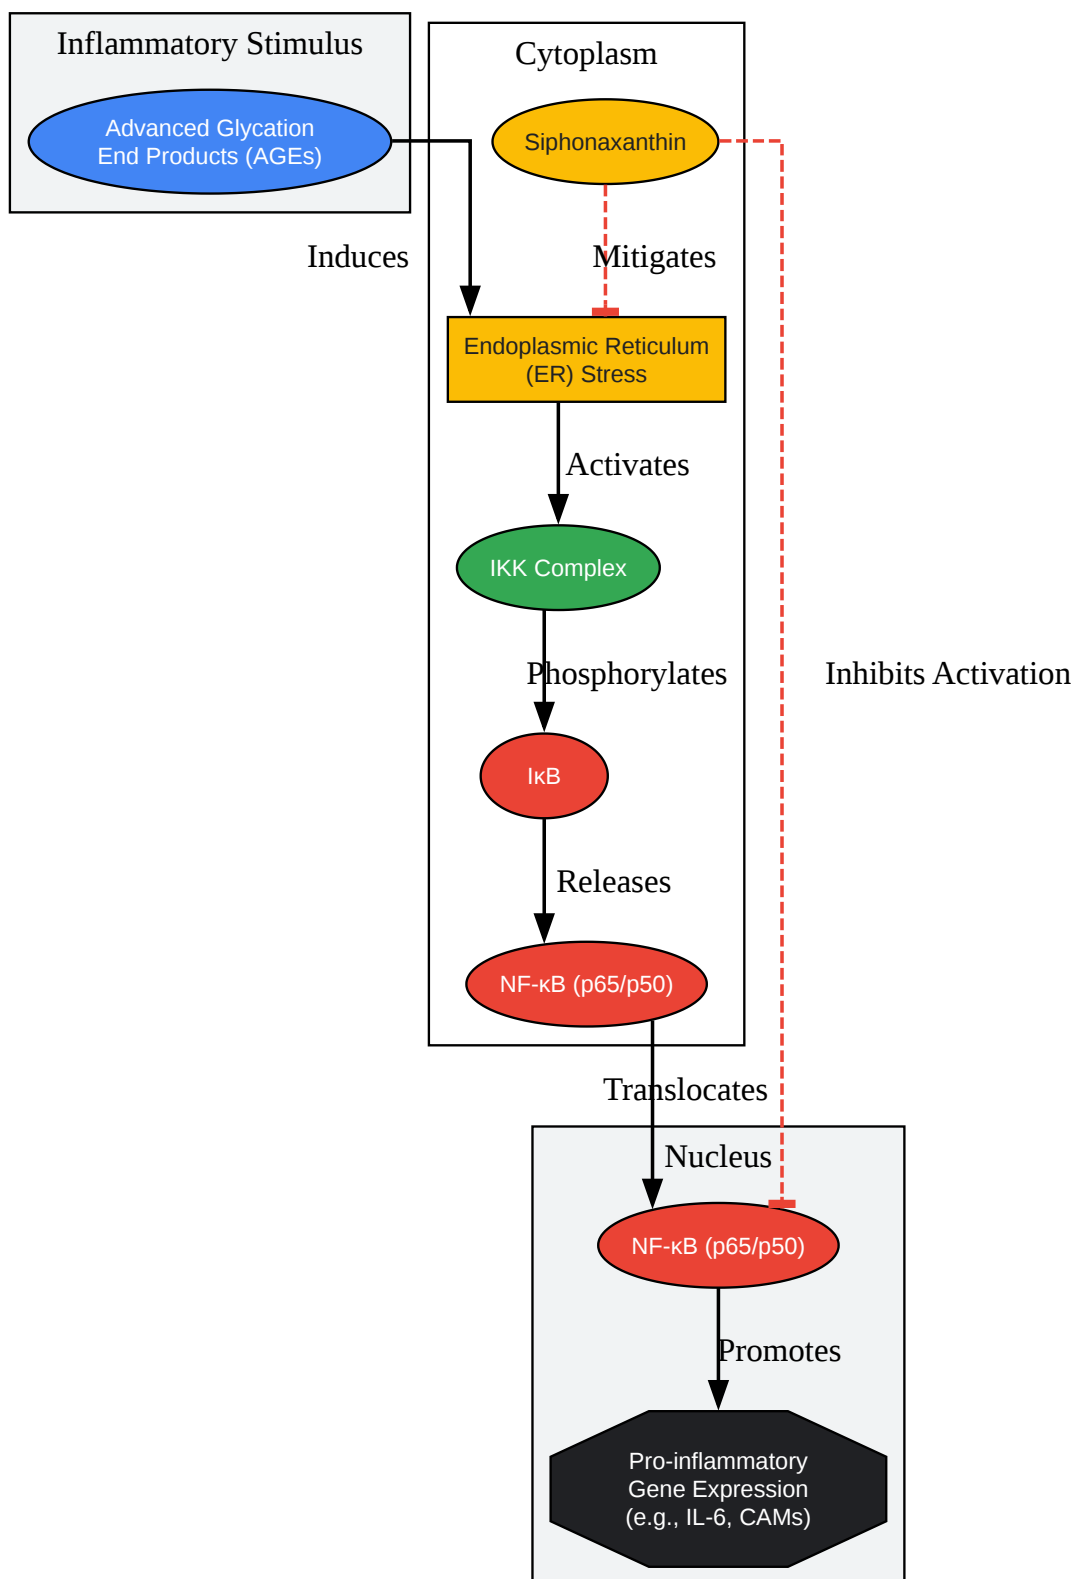 Inflammatory Stimulus
Cytoplasm
Advanced Glycation
End Products (AGEs)
Siphonaxanthin
Induces
Mitigates
Endoplasmic Reticulum
(ER) Stress
Activates
IKK Complex
Phosphorylates
Inhibits Activation
IκB
Releases
NF-κB (p65/p50)
Translocates
Nucleus
NF-κB (p65/p50)
Promotes
Pro-inflammatory
Gene Expression
(e.g., IL-6, CAMs)